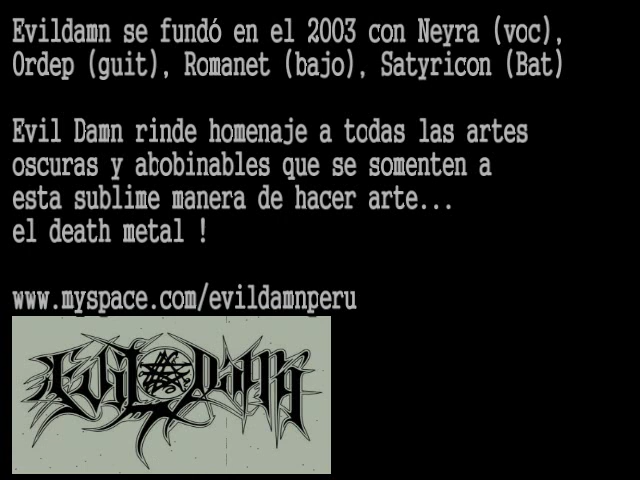 Evildamn se fundó en el 2003 con Neyra (voc),
Ordep (guit), Romanet (bajo), Satyricon (Bat)
Evil Damn rinde homenaje a todas las artes
oscuras y abobinables que se somenten a
esta sublime manera de hacer arte...
el death metal !
www.myspace.com/evildamnperu
Evil Damn